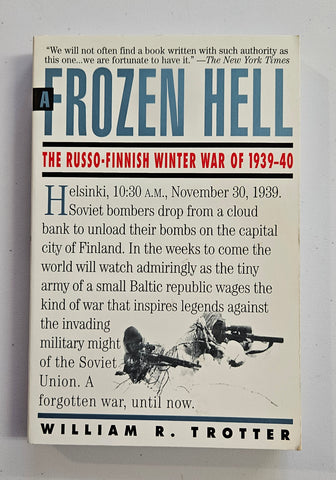 "We will not often find a book written with such authority as
this one...we are fortunate to have it." —The New York Times
A
FROZEN HELL
THE RUSSO-FINNISH WINTER WAR OF 1939-40
Helsinki, 10:30 A.M., November 30, 1939.
Soviet bombers drop from a cloud
bank to unload their bombs on the capital
city of Finland. In the weeks to come the
world will watch admiringly as the tiny
army of a small Baltic republic wages the
kind of war that inspires legends against
the invading
military might
of the Soviet
Union. A
forgotten war, until now.
WILLIAM R. TROTTER